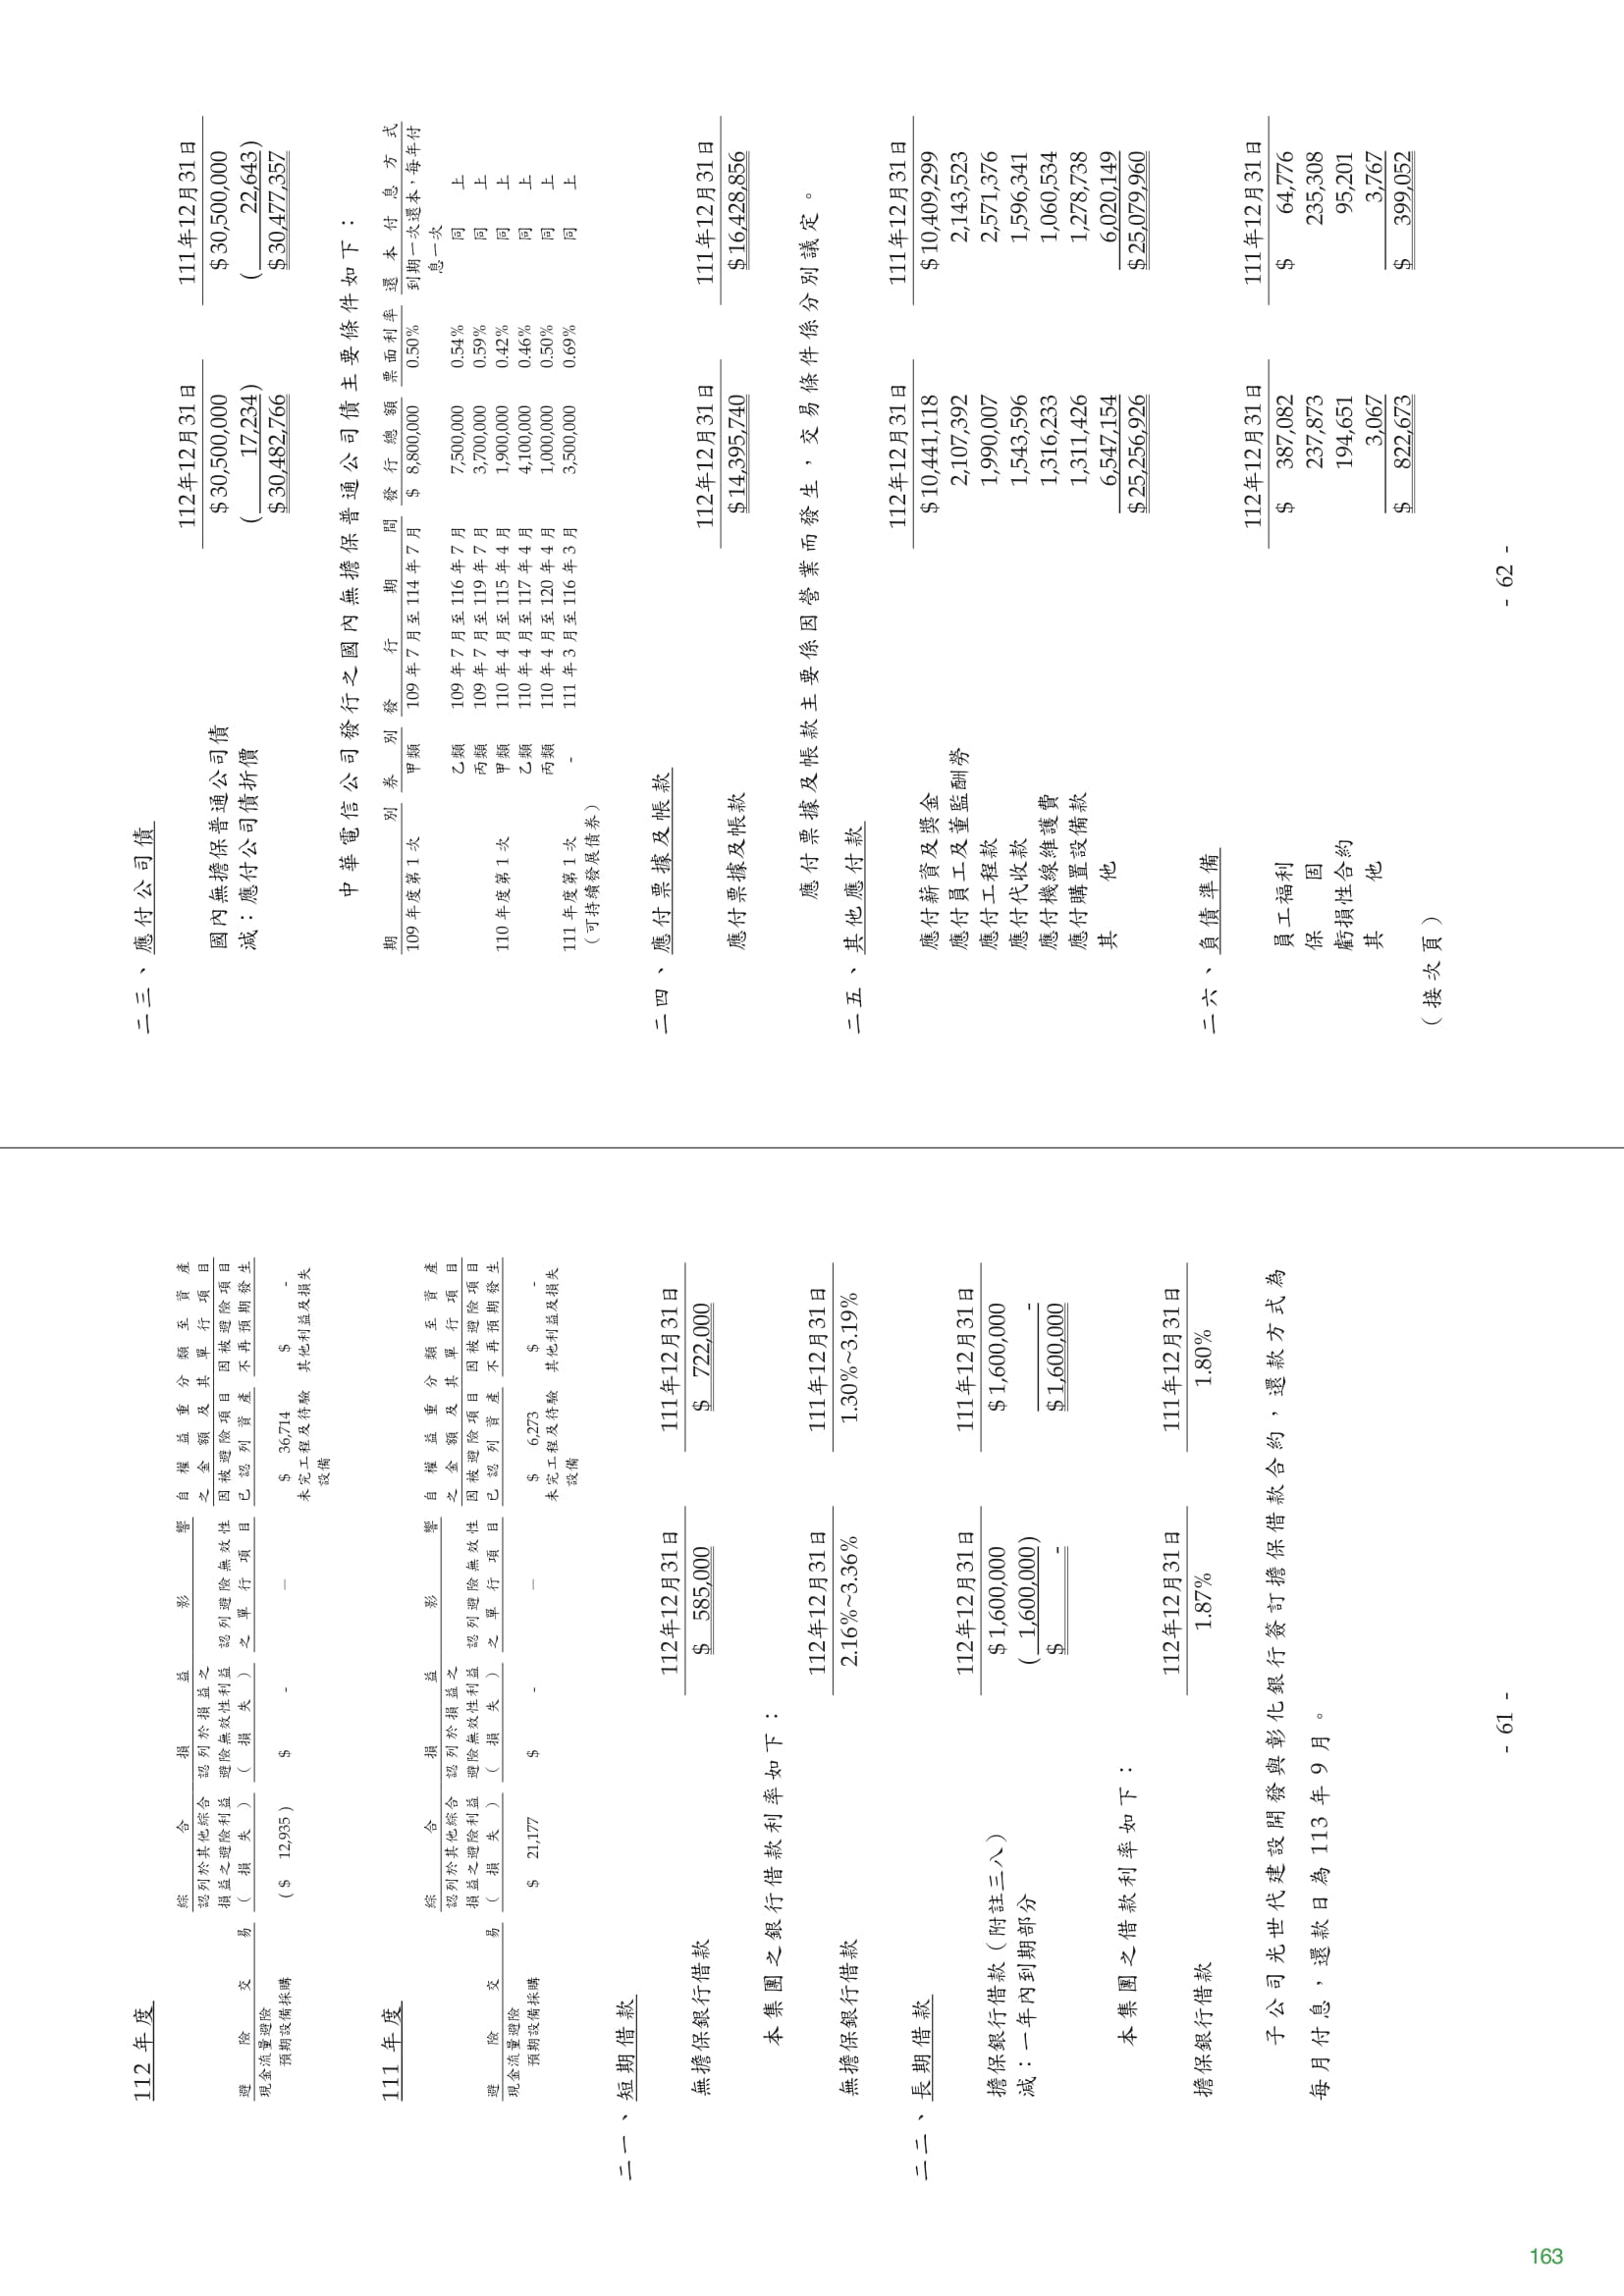 112 年度
綜合損益影響 自權益重分類至資產
之金額及其單行項目
認列於其他綜合 認列於損益之 因被避險項目 因被避險項目
損益之避險利益 避險無效性利益 認列避險無效性
避險交易 (損失) (損失) 之單行項目 已認列資產 不再預期發生
現金流量避險
預期設備採購 ($ 12,935) $ - — $ 36,714 $ -
未完工程及待驗 其他利益及損失
設備
111 年度
綜合損益影響 自權益重分類至資產
之金額及其單行項目
認列於其他綜合 認列於損益之 因被避險項目 因被避險項目
損益之避險利益 避險無效性利益 認列避險無效性
避險交易 (損失) (損失) 之單行項目 已認列資產 不再預期發生
現金流量避險
預期設備採購 $ 21,177 $ - — $ 6,273 $ -
未完工程及待驗 其他利益及損失
設備
二一、短期借款
112年12月31日 111年12月31日
無擔保銀行借款 $ 585,000 $ 722,000
本集團之銀行借款利率如下：
112年12月31日 111年12月31日
無擔保銀行借款 2.16%~3.36% 1.30%~3.19%
二二、長期借款
112年12月31日 111年12月31日
擔保銀行借款（附註三八） $ 1,600,000 $ 1,600,000
減：一年內到期部分 ( 1,600,000) -
$ - $ 1,600,000
本集團之借款利率如下：
112年12月31日 111年12月31日
擔保銀行借款 1.87% 1.80%
子公司光世代建設開發與彰化銀行簽訂擔保借款合約，還款方式為
每月付息，還款日為 113 年 9 月。
- 61 -
二三、應付公司債
112年12月31日 111年12月31日
國內無擔保普通公司債 $ 30,500,000 $ 30,500,000
減：應付公司債折價 ( 17,234) ( 22,643)
$ 30,482,766 $ 30,477,357
中華電信公司發行之國內無擔保普通公司債主要條件如下：
期別 券別 發行期間 發行總額 票面利率 還本付息方式
109 年度第 1 次 甲類 109 年 7 月至 114 年 7 月 $ 8,800,000 0.50% 到期一次還本，每年付
息一次
乙類 109 年 7 月至 116 年 7 月 7,500,000 0.54% 同上
丙類 109 年 7 月至 119 年 7 月 3,700,000 0.59% 同上
110 年度第 1 次 甲類 110 年 4 月至 115 年 4 月 1,900,000 0.42% 同上
乙類 110 年 4 月至 117 年 4 月 4,100,000 0.46% 同上
丙類 110 年 4 月至 120 年 4 月 1,000,000 0.50% 同上
111 年度第 1 次 - 111 年 3 月至 116 年 3 月 3,500,000 0.69% 同上
（可持續發展債券）
二四、應付票據及帳款
112年12月31日 111年12月31日
應付票據及帳款 $ 14,395,740 $ 16,428,856
應付票據及帳款主要係因營業而發生，交易條件係分別議定。
二五、其他應付款
112年12月31日 111年12月31日
應付薪資及獎金 $ 10,441,118 $ 10,409,299
應付員工及董監酬勞 2,107,392 2,143,523
應付工程款 1,990,007 2,571,376
應付代收款 1,543,596 1,596,341
應付機線維護費 1,316,233 1,060,534
應付購置設備款 1,311,426 1,278,738
其他 6,547,154 6,020,149
$ 25,256,926 $ 25,079,960
二六、負債準備
112年12月31日 111年12月31日
員工福利 $ 387,082 $ 64,776
保固 237,873 235,308
虧損性合約 194,651 95,201
其他 3,067 3,767
$ 822,673 $ 399,052
（接次頁）
- 62 -
163